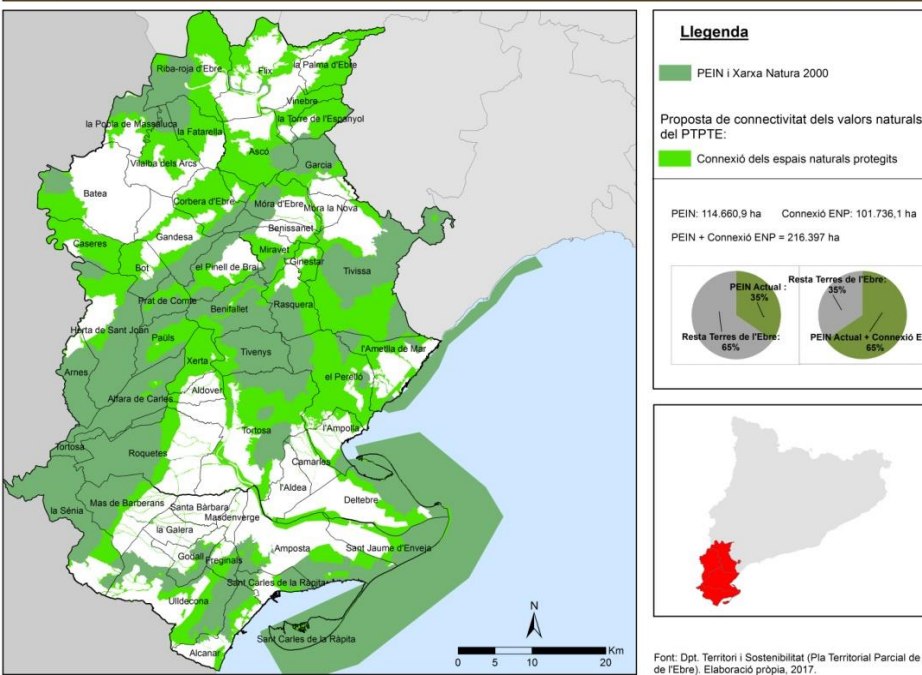 Riba-roja d'Ebre
Flix
la Palma d'Ebre
Vinebre
la Pobla de Massaluca
la Fatarella
la Torre de l'Espanyol
Ascó
Vilalba dels Arcs
Garcia
Batea
Corbera d'Ebre
Móra d'Ebre
Móra la Nova
Benissanet
Gandesa
Caseres
Miravet
Bot
el Pinell de Brai
Ginestar
Tivissa
Prat de Comte
Benifallet
Rasquera
Horta de Sant Joan
Paüls
Tivenys
l'Ametlla de Mar
Xerta
Arnes
el Perelló
Aldover
Alfara de Carles
Tortosa
l'Ampolla
Tortosa
Roquetes
Camarles
l'Aldea
Deltebre
Mas de Barberans
Santa Bàrbara
la Sénia
Masdenverge
la Galera
Amposta
Sant Jaume d'Enveja
Godall
Freginals
Sant Carles de la Ràpita
Ulldecona
Sant Carles de la Ràpita
Alcanar
N
Km
0 5 10 20
Llegenda
PEIN i Xarxa Natura 2000
Proposta de connectivitat dels valors naturals
del PTPTE:
Connexió dels espais naturals protegits
PEIN: 114.660,9 ha Connexió ENP: 101.736,1 ha
PEIN + Connexió ENP = 216.397 ha
PEIN Actual :
35%
Resta Terres de l'Ebre:
65%
Resta Terres de l'Ebre:
35%
PEIN Actual + Connexió E
65%
Font: Dpt. Territori i Sostenibilitat (Pla Territorial Parcial de
de l'Ebre). Elaboració pròpia, 2017.